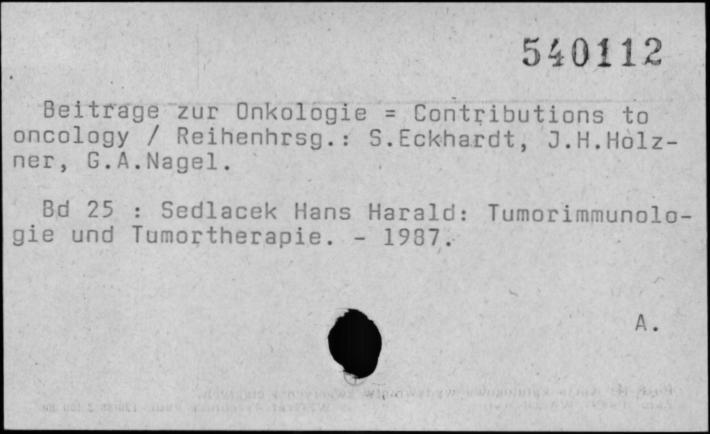 540112
Beitrage zur Onkologie = Contributions to
oncology / Reihenhrsg.: S.Eckhardt, J.H.Holz-
ner, G.A.Nagel.
Bd 25 : Sedlacek Hans Harald: Tumorimmunolo-
gie und Tumortherapie. - 1987.
A.